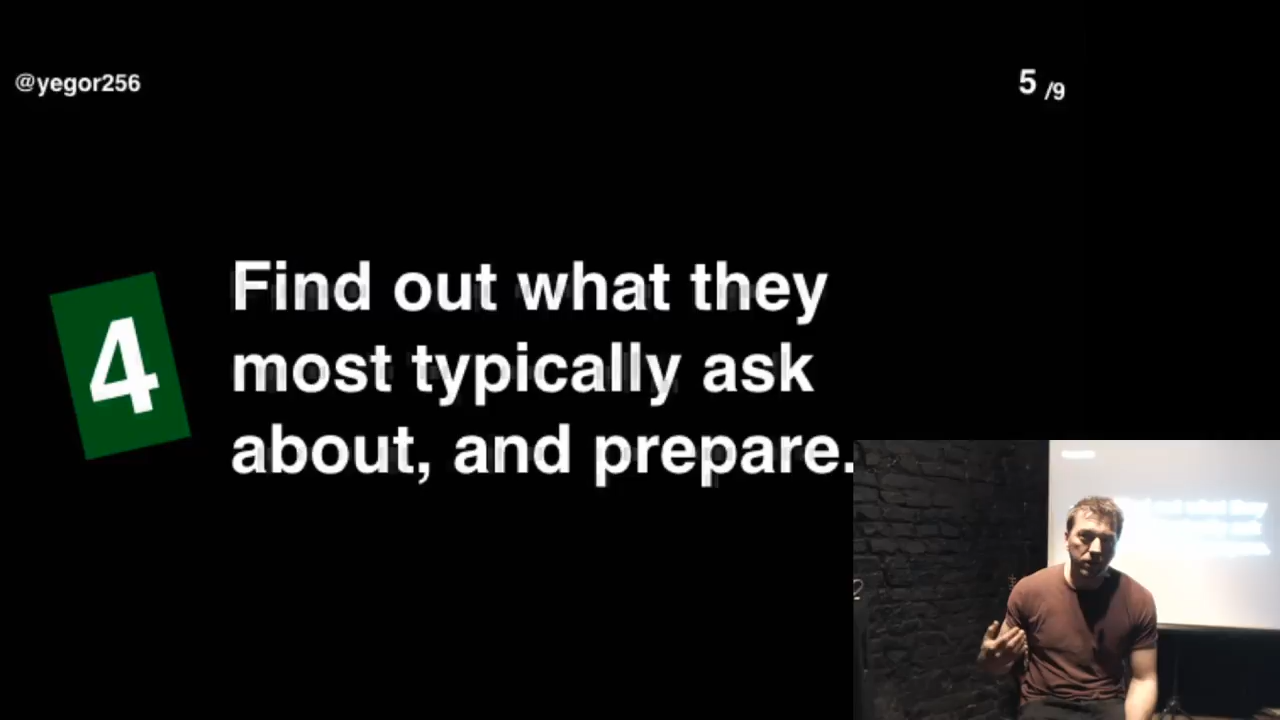 @yegor256
5 /9
4
Find out what they
most typically ask
about, and prepare.